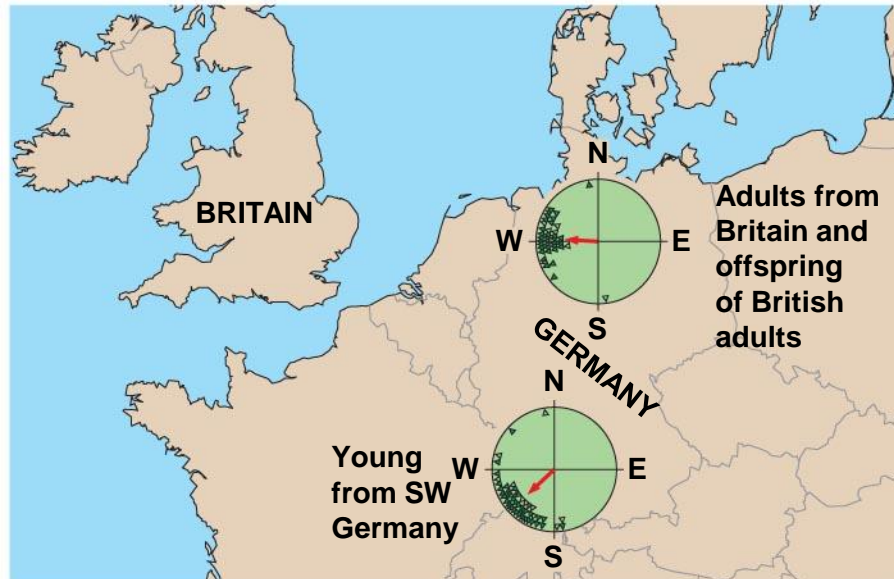 BRITAIN
N
W
E
S
Adults from
Britain and
offspring
of British
adults
GERMANY
N
W
E
S
Young
from SW
Germany